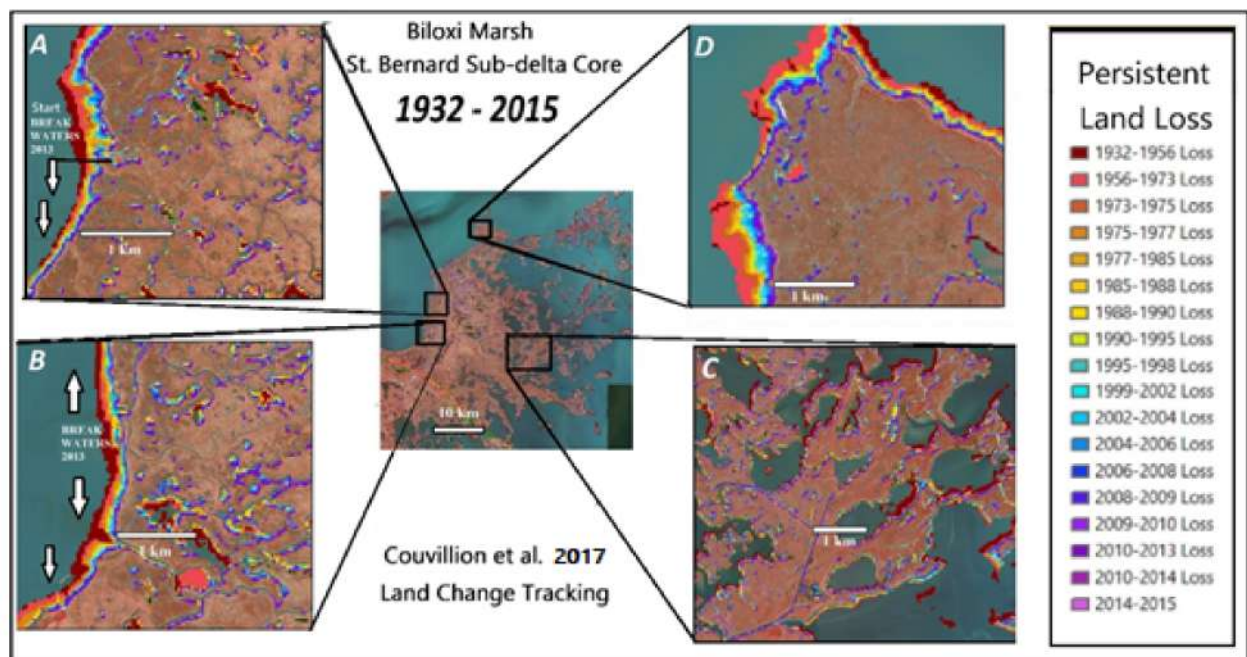 A
Start
BREAK
WATERS
2013
1 km
Biloxi Marsh
St. Bernard Sub-delta Core
1932 - 2015
D
1 km
10 km
B
BREAK
WATERS
2013
1 km
C
1 km
Couvillion et al. 2017
Land Change Tracking
Persistent
Land Loss
1932-1956 Loss
1956-1973 Loss
1973-1975 Loss
1975-1977 Loss
1977-1985 Loss
1985-1988 Loss
1988-1990 Loss
1990-1995 Loss
1995-1998 Loss
1999-2002 Loss
2002-2004 Loss
2004-2006 Loss
2006-2008 Loss
2008-2009 Loss
2009-2010 Loss
2010-2013 Loss
2010-2014 Loss
2014-2015